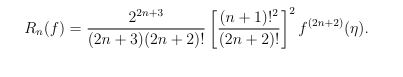 R_n(f) = \frac{2^{2n+3}}{(2n+3)(2n+2)!} \left[ \frac{(n+1)!^2}{(2n+2)!} \right]^2 f^{(2n+2)}(\eta).